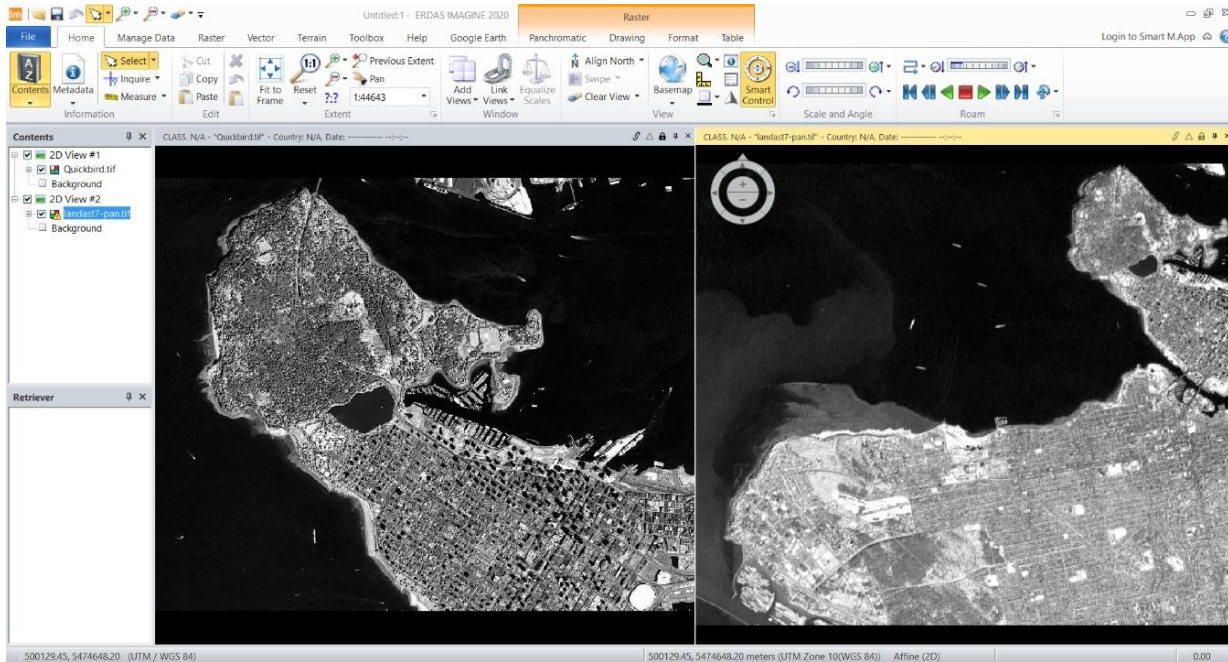 Untitled:1 - ERDAS IMAGINE 2020
Raster
File Home Manage Data Raster Vector Terrain Toolbox Help Google Earth Panchromatic Drawing Format Table Login to Smart M.App
Contents
Metadata
Select
Inquire
Measure
Information
Cut
Copy
Paste
Edit
Fit to Frame
1:1
Reset
Previous Extent
Pan
?:?
1:44643
Extent
Add Views
Link Views
Equalize Scales
Window
Align North
Swipe
Clear View
Basemap
View
Smart Control
Scale and Angle
Roam
Contents
2D View #1
Quickbird.tif
Background
2D View #2
landast7-pan.tif
Background
Retriever
CLASS. N/A - "Quickbird.tif" - Country: N/A, Date: ----------- --:--:--
CLASS. N/A - "landast7-pan.tif" - Country: N/A, Date: ----------- --:--:--
500129.45, 5474648.20 (UTM / WGS 84)
500129.45, 5474648.20 meters (UTM Zone 10(WGS 84)) Affine (2D) 0.00